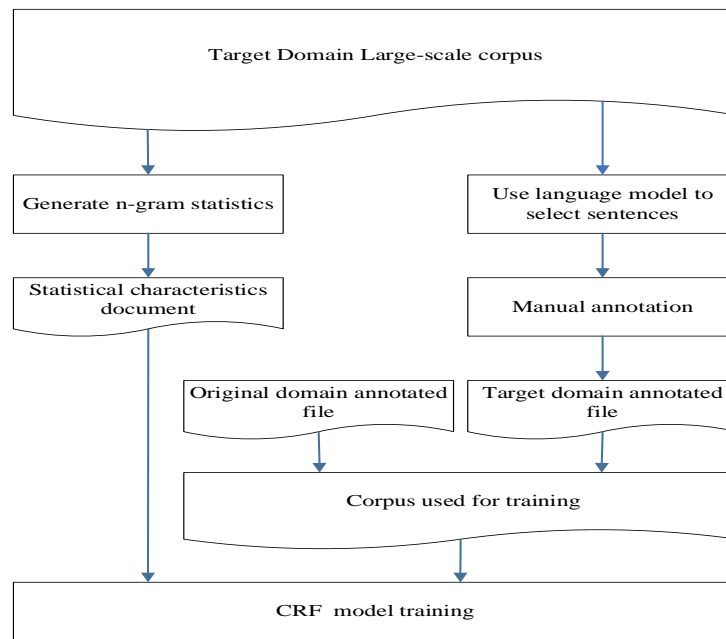 Target Domain Large-scale corpus
Generate n-gram statistics
Use language model to
select sentences
Statistical characteristics
document
Manual annotation
Original domain annotated
file
Target domain annotated
file
Corpus used for training
CRF model training